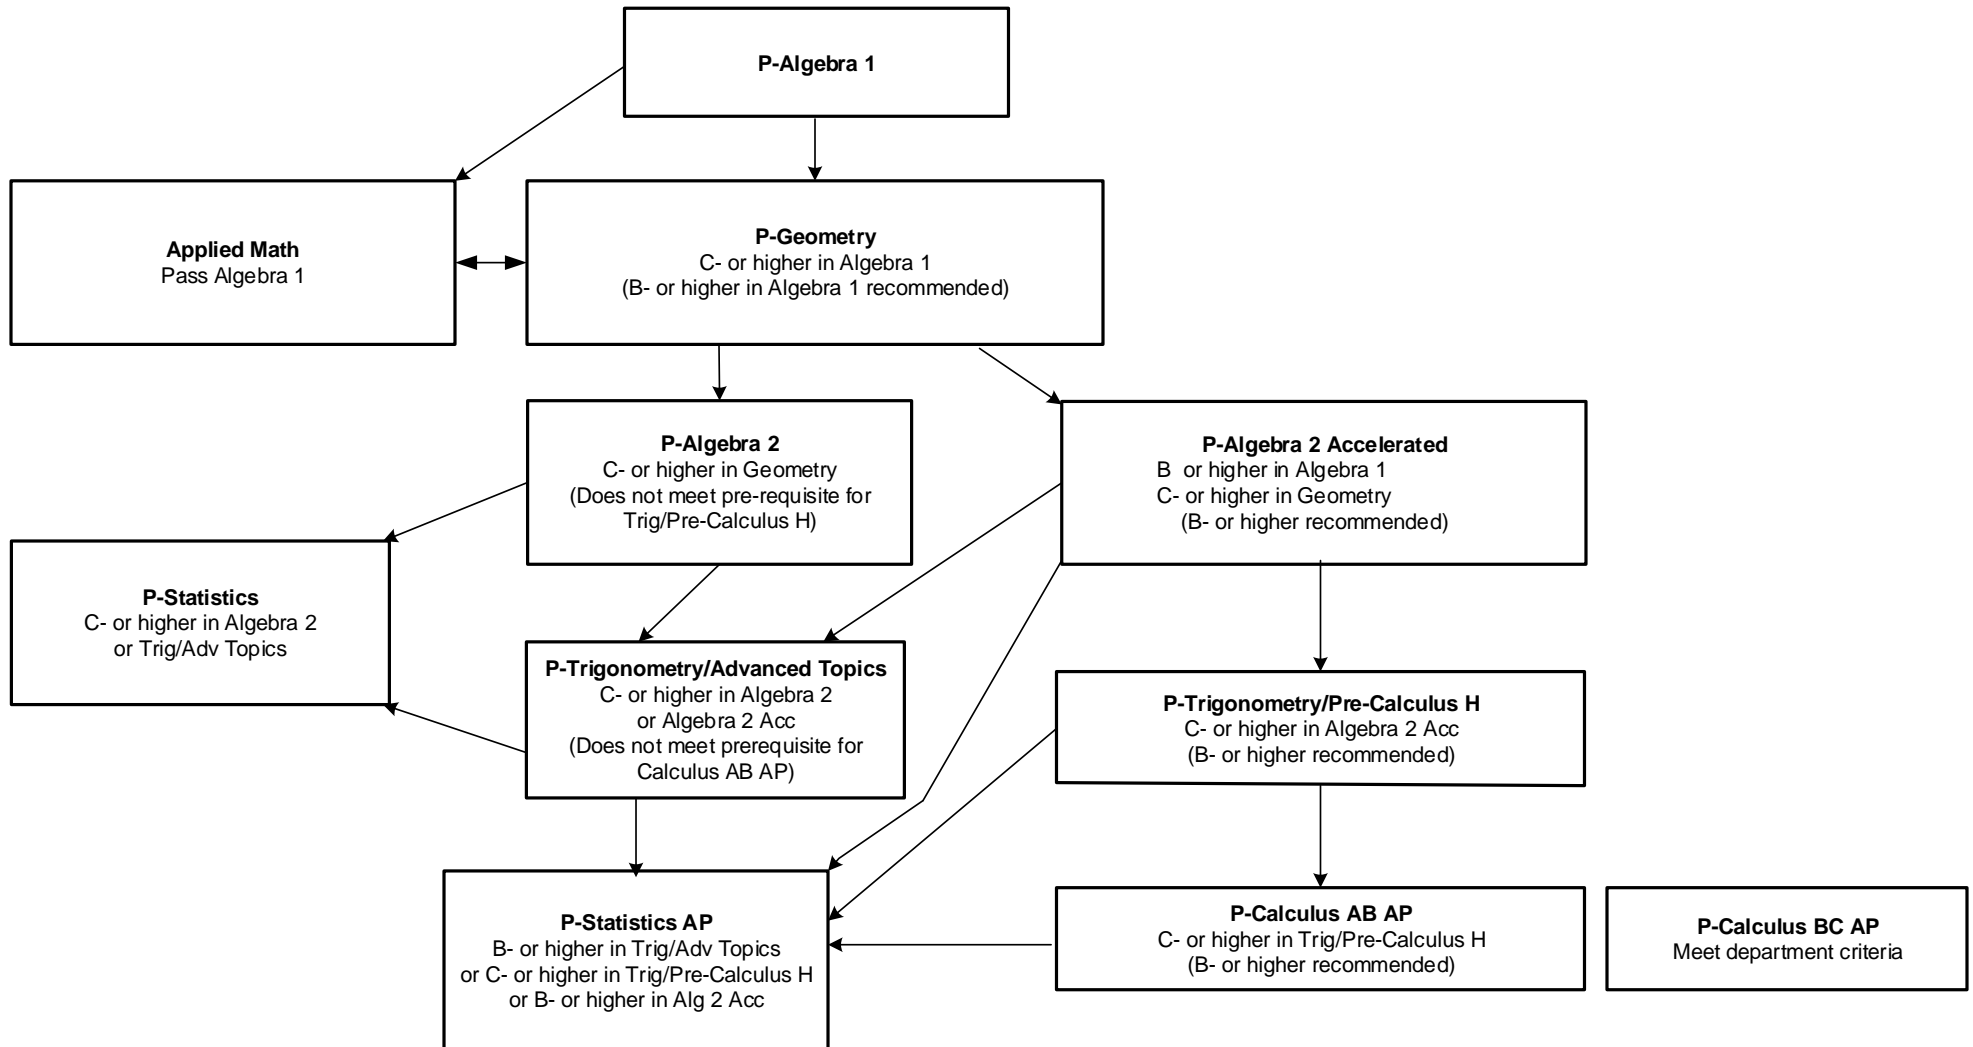 P-Algebra 1
Applied Math
Pass Algebra 1
P-Geometry
C- or higher in Algebra 1
(B- or higher in Algebra 1 recommended)
P-Algebra 2
C- or higher in Geometry
(Does not meet pre-requisite for
Trig/Pre-Calculus H)
P-Algebra 2 Accelerated
B  or higher in Algebra 1
C- or higher in Geometry
(B- or higher recommended)
P-Statistics
C- or higher in Algebra 2
or Trig/Adv Topics
P-Trigonometry/Advanced Topics
C- or higher in Algebra 2
or Algebra 2 Acc
(Does not meet prerequisite for
Calculus AB AP)
P-Trigonometry/Pre-Calculus H
C- or higher in Algebra 2 Acc
(B- or higher recommended)
P-Statistics AP
B- or higher in Trig/Adv Topics
or C- or higher in Trig/Pre-Calculus H
or B- or higher in Alg 2 Acc
P-Calculus AB AP
C- or higher in Trig/Pre-Calculus H
(B- or higher recommended)
P-Calculus BC AP
Meet department criteria